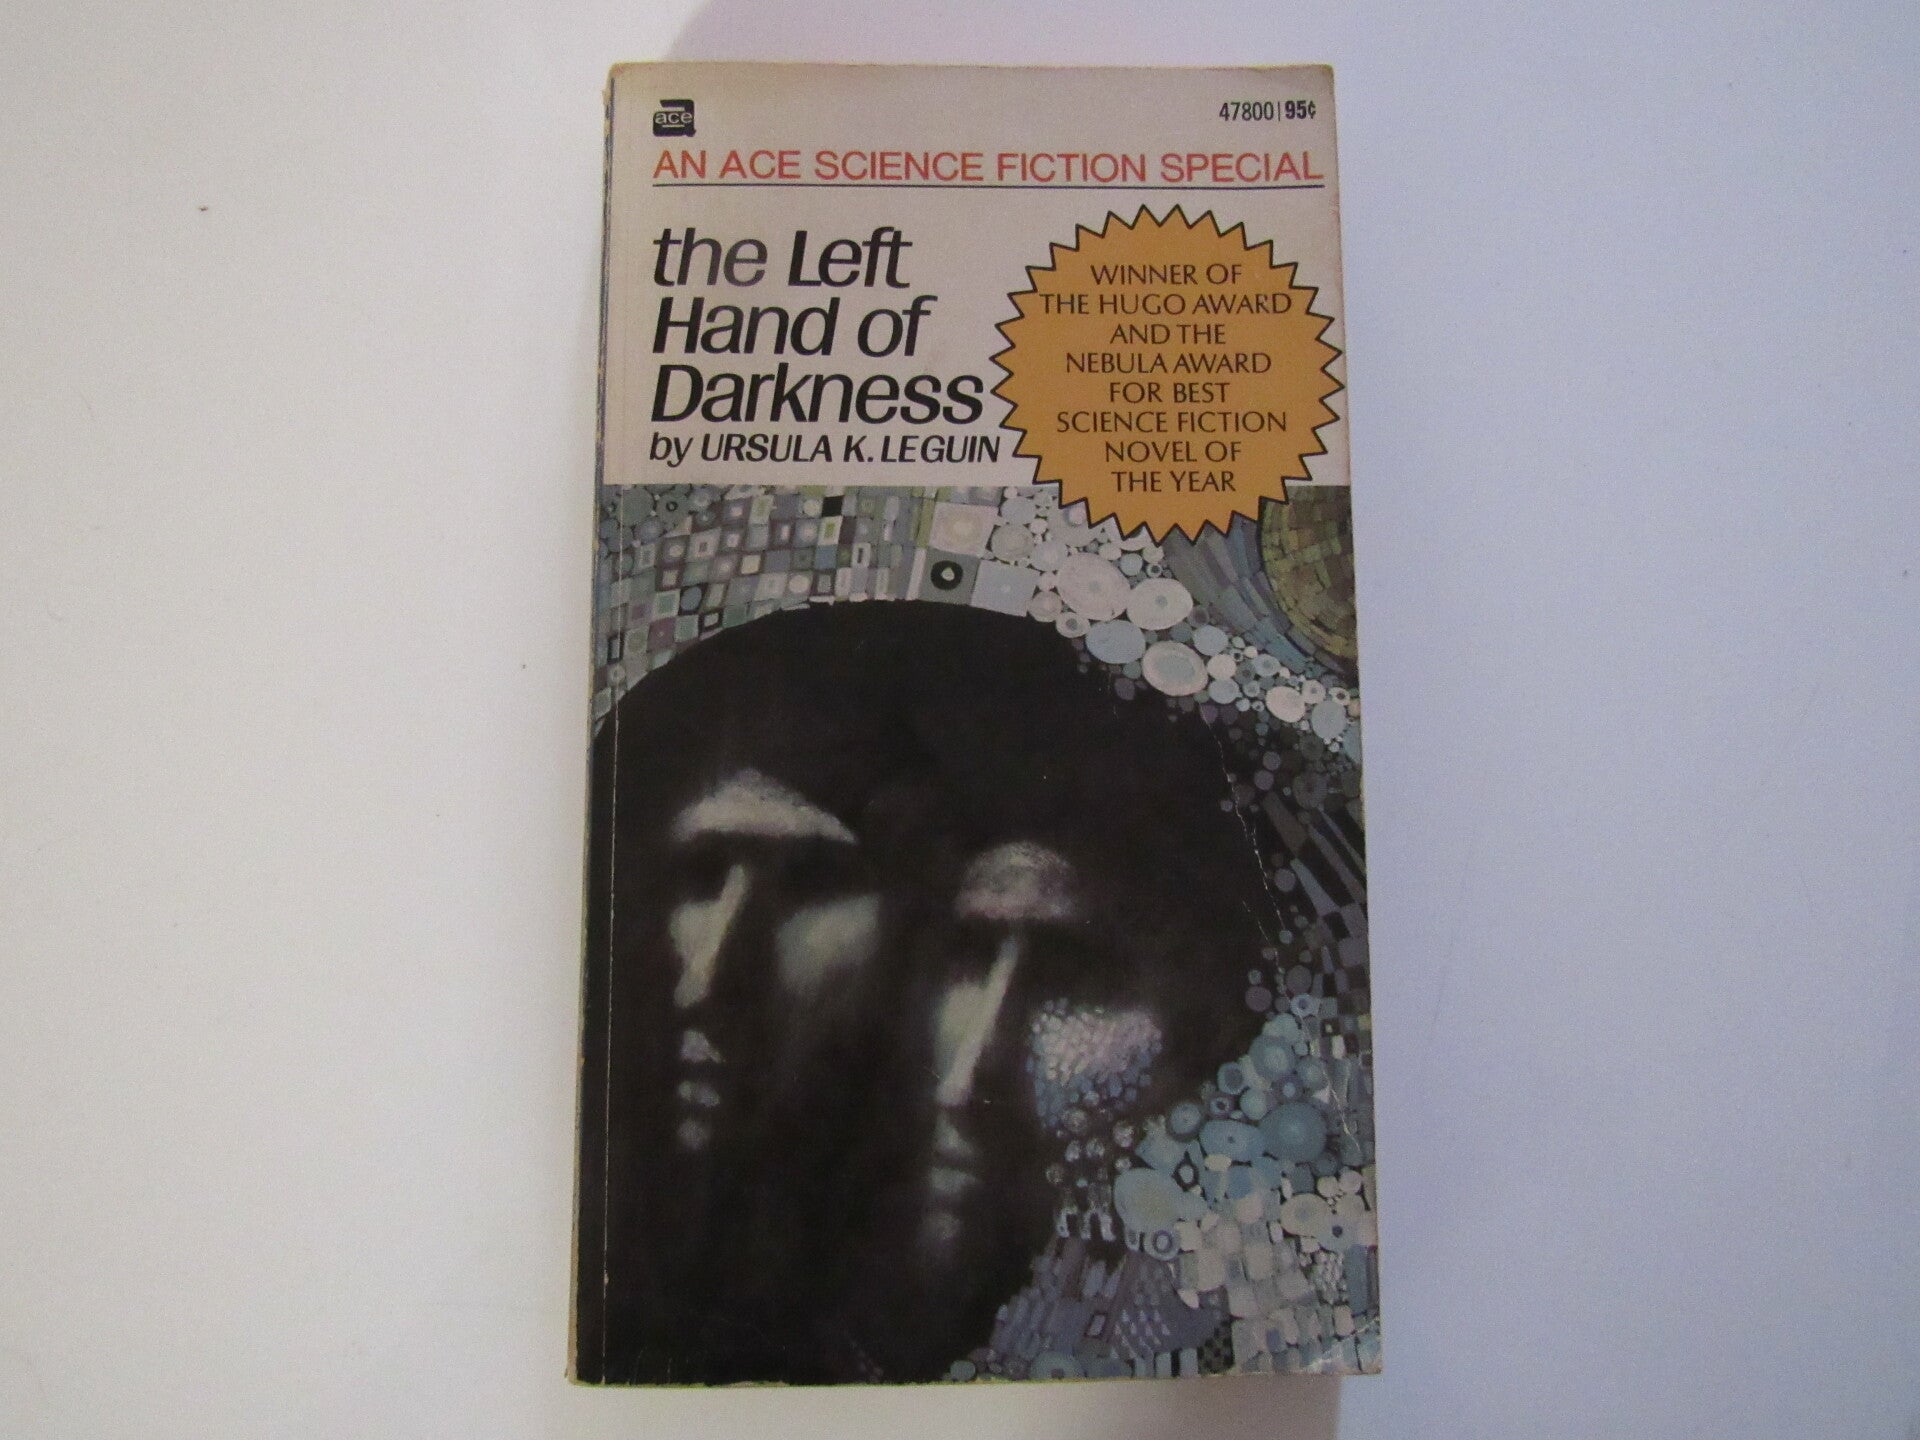 ace
47800|95¢
AN ACE SCIENCE FICTION SPECIAL
the Left
Hand of
Darkness
by URSULA K. LEGUIN
WINNER OF
THE HUGO AWARD
AND THE
NEBULA AWARD
FOR BEST
SCIENCE FICTION
NOVEL OF
THE YEAR